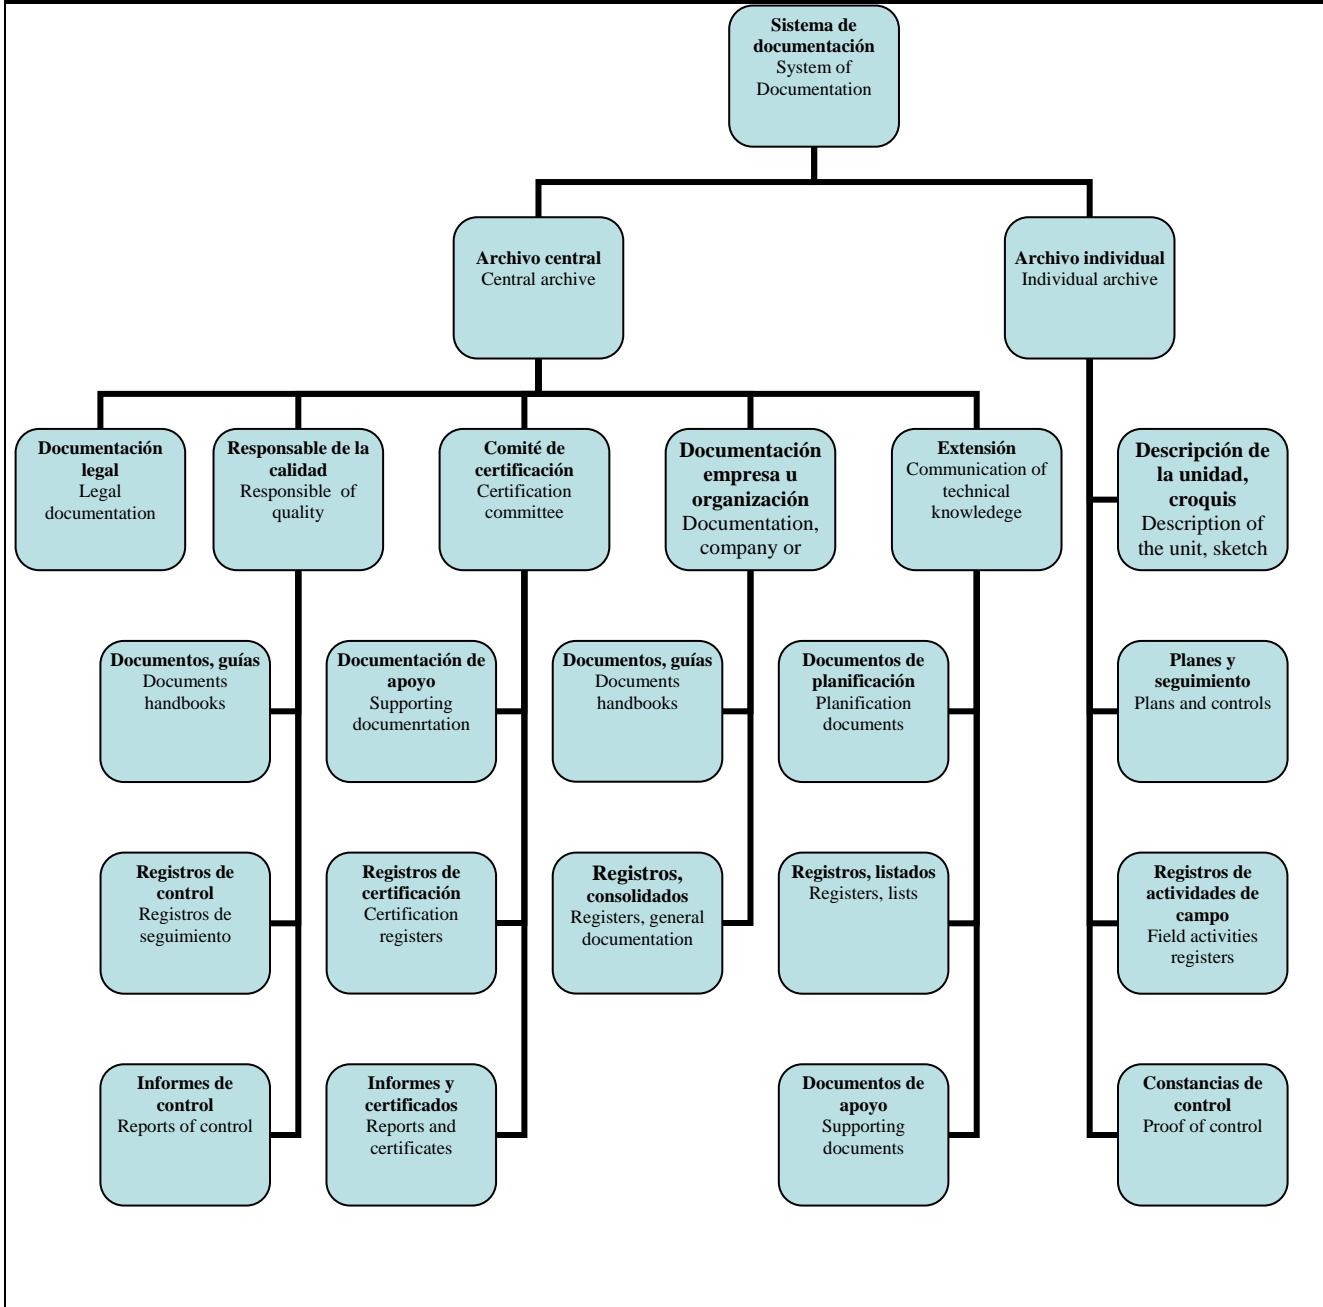 Sistema de
documentación
System of
Documentation
Archivo central
Central archive
Archivo individual
Individual archive
Documentación
legal
Legal
documentation
Responsable de la
calidad
Responsible of
quality
Comité de
certificación
Certification
committee
Documentación
empresa u
organización
Documentation,
company or
Extensión
Communication of
technical
knowledege
Descripción de
la unidad,
croquis
Description of
the unit, sketch
Documentos, guías
Documents
handbooks
Documentación de
apoyo
Supporting
documenrtation
Documentos, guías
Documents
handbooks
Documentos de
planificación
Planification
documents
Planes y
seguimiento
Plans and controls
Registros de
control
Registros de
seguimiento
Registros de
certificación
Certification
registers
Registros,
consolidados
Registers, general
documentation
Registros, listados
Registers, lists
Registros de
actividades de
campo
Field activities
registers
Informes de
control
Reports of control
Informes y
certificados
Reports and
certificates
Documentos de
apoyo
Supporting
documents
Constancias de
control
Proof of control